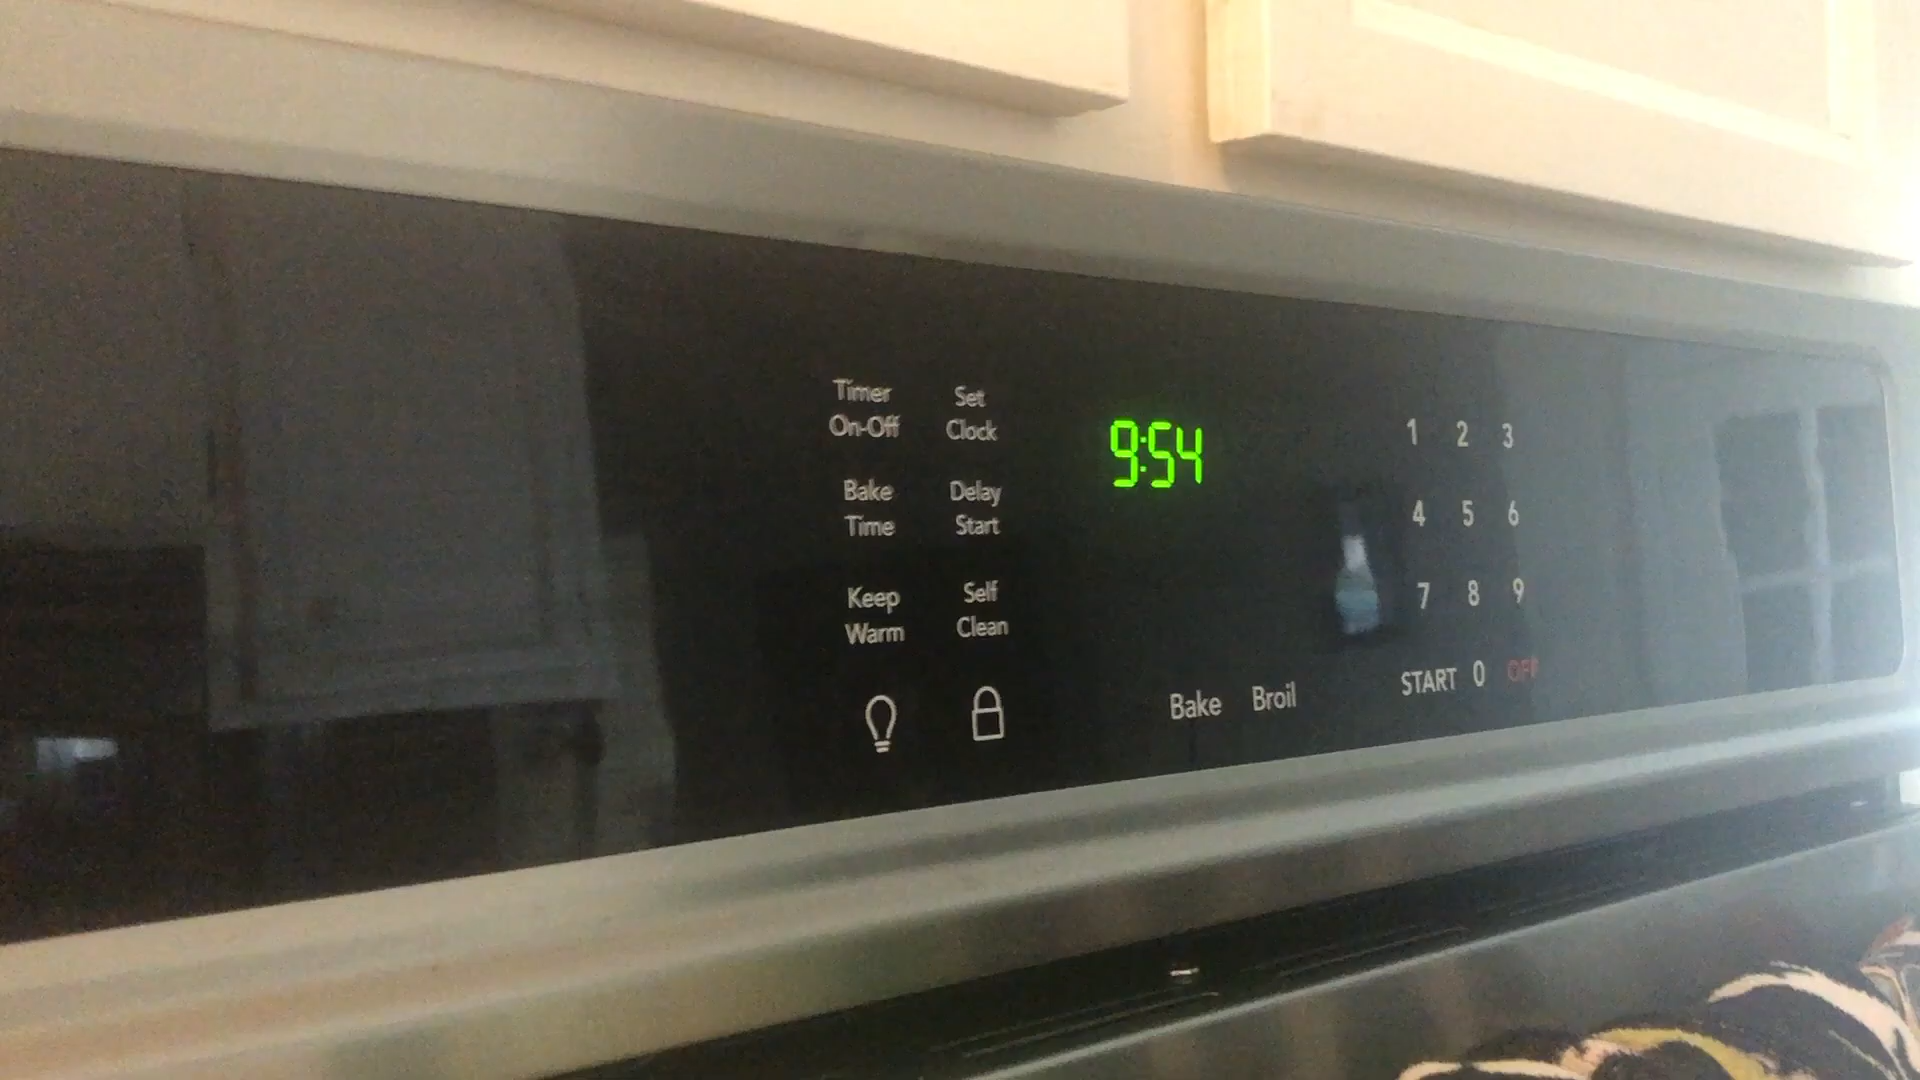 Timer
On-Off
Set
Clock
Bake
Time
Delay
Start
Keep
Warm
Self
Clean
9:54
Bake Broil
1 2 3
4 5 6
7 8 9
START 0 OFF